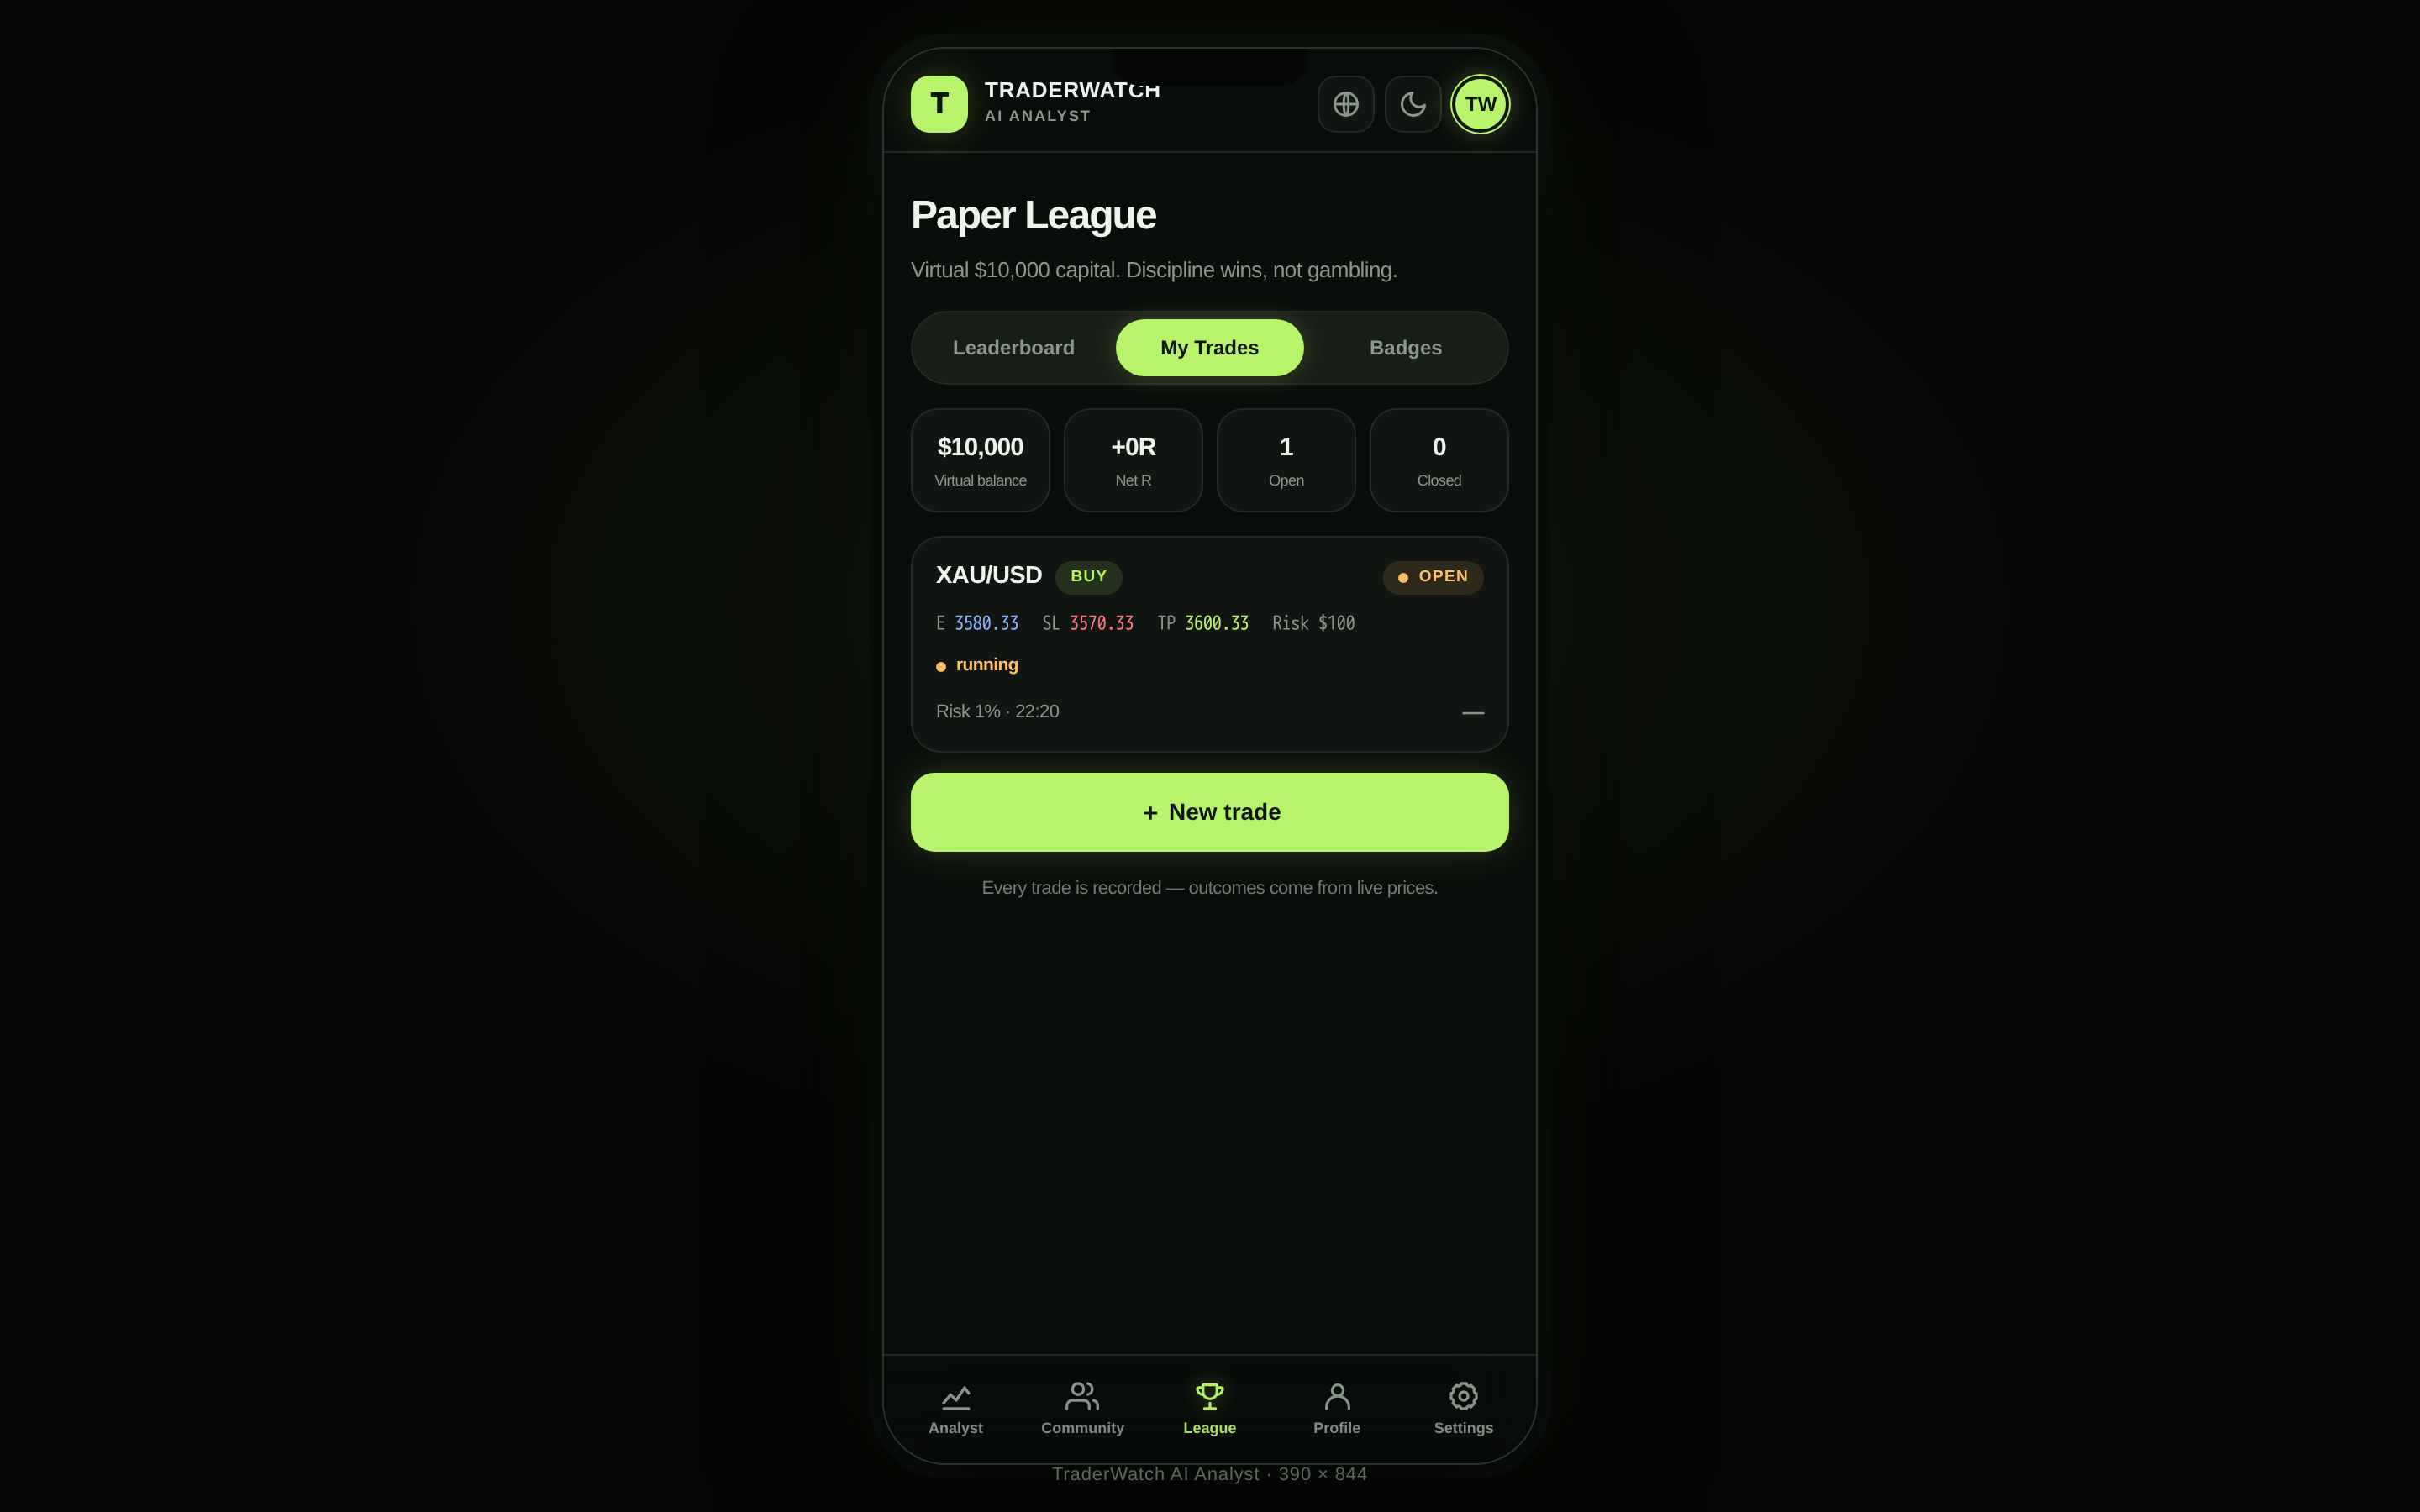 T
TRADERWATCH
AI ANALYST
TW
Paper League
Virtual $10,000 capital. Discipline wins, not gambling.
Leaderboard My Trades Badges
$10,000 +0R 1 0
Virtual balance Net R Open Closed
XAU/USD BUY OPEN
E 3580.33 SL 3570.33 TP 3600.33 Risk $100
running
Risk 1% · 22:20 —
+ New trade
Every trade is recorded — outcomes come from live prices.
Analyst Community League Profile Settings
TraderWatch AI Analyst · 390 × 844